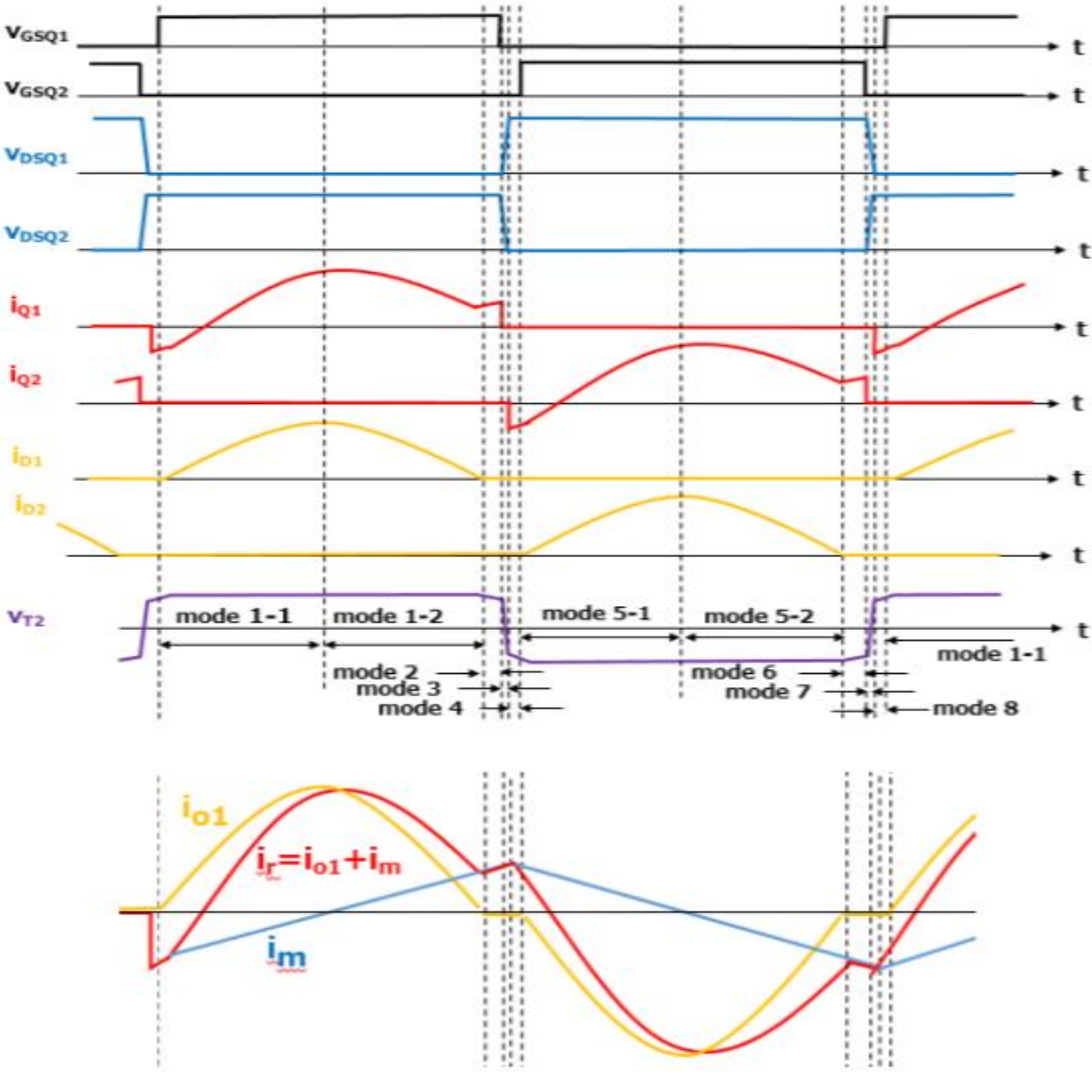 VGSQ1
t
VGSQ2
t
VDSQ1
t
VDSQ2
t
iQ1
t
iQ2
t
iD1
t
iD2
t
VT2
mode 1-1
mode 1-2
mode 5-1
mode 5-2
t
mode 1-1
mode 2
mode 6
mode 3
mode 7
mode 4
mode 8
io1
ir=io1+im
im